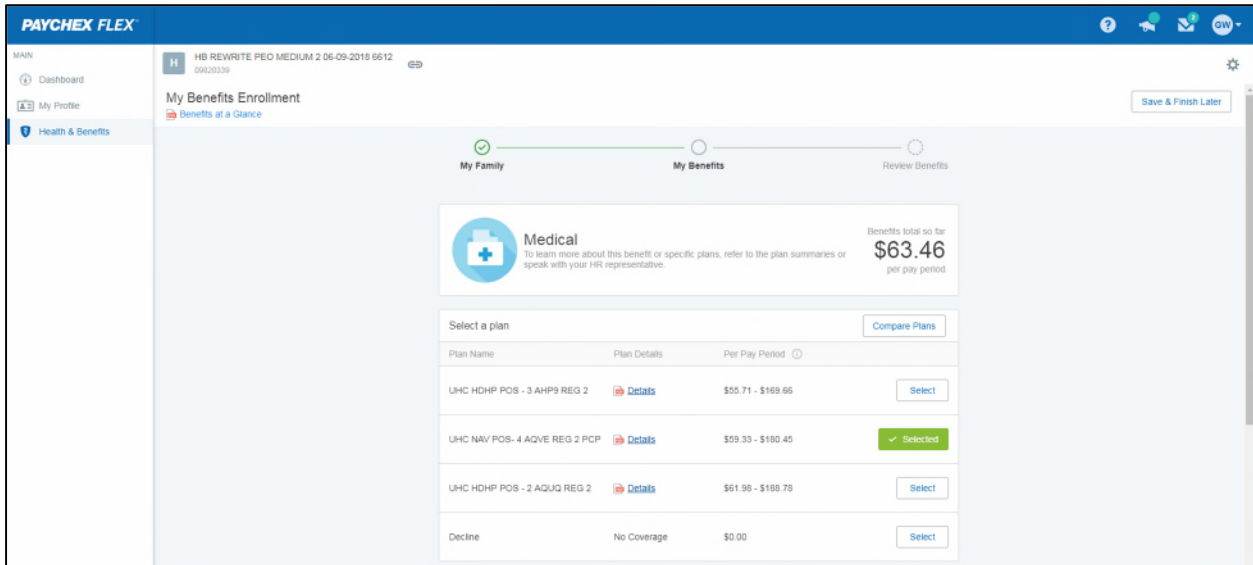 PAYCHEX FLEX
?
2
GW
MAIN
Dashboard
My Profile
Health & Benefits
H
HB REWRITE PEO MEDIUM 2 06-09-2018 6612
09020339
My Benefits Enrollment
Benefits at a Glance
Save & Finish Later
My Family
My Benefits
Review Benefits
Medical
To learn more about this benefit or specific plans, refer to the plan summaries or
speak with your HR representative.
Benefits total so far
$63.46
per pay period
Select a plan
Compare Plans
Plan Name Plan Details Per Pay Period
UHC HDHP POS - 3 AHP9 REG 2 Details $55.71 - $169.66 Select
UHC NAV POS- 4 AQVE REG 2 PCP Details $59.33 - $180.45 Selected
UHC HDHP POS - 2 AQUQ REG 2 Details $61.98 - $188.78 Select
Decline No Coverage $0.00 Select